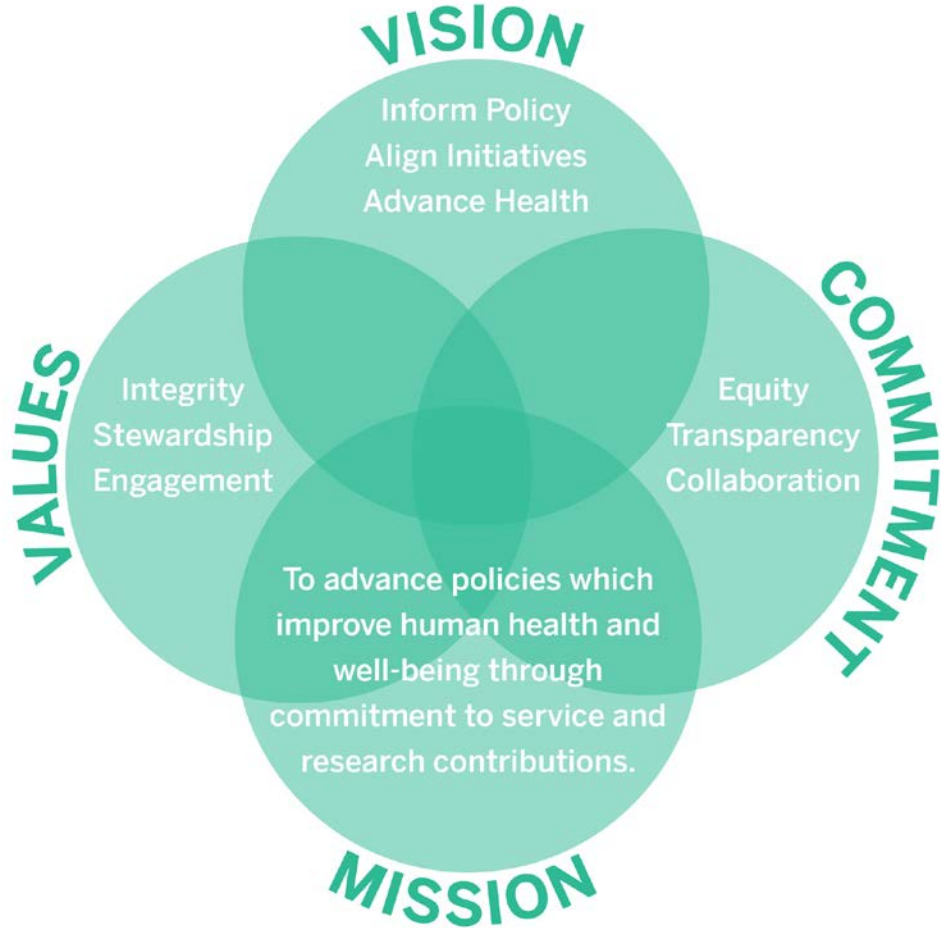 VISION
Inform Policy
Align Initiatives
Advance Health
VALUES
Integrity
Stewardship
Engagement
COMMITMENT
Equity
Transparency
Collaboration
To advance policies which
improve human health and
well-being through
commitment to service and
research contributions.
MISSION